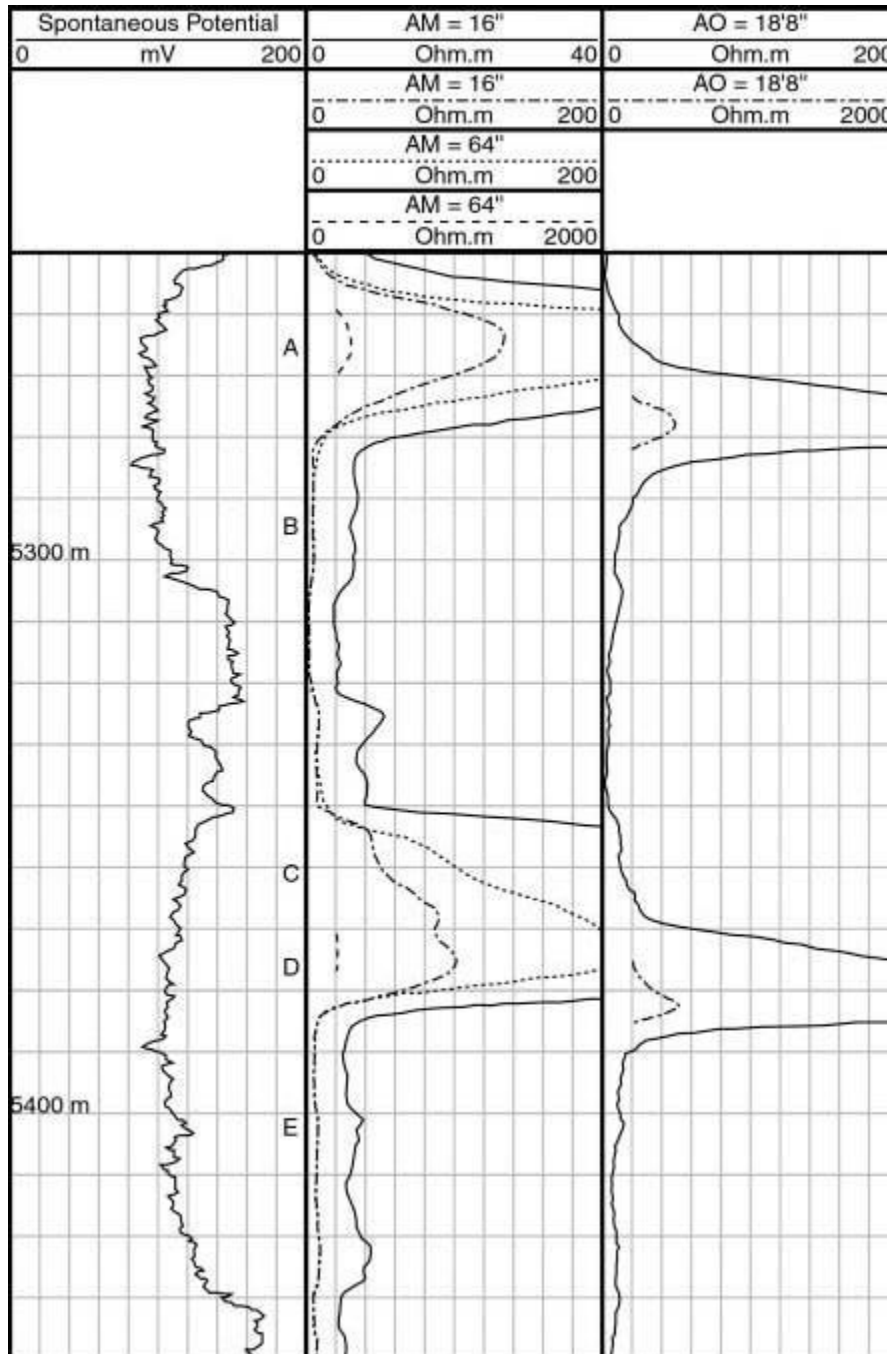 Spontaneous Potential
0 mV 200
AM = 16"
0 Ohm.m 40
AM = 16"
0 Ohm.m 200
AM = 64"
0 Ohm.m 200
AM = 64"
0 Ohm.m 2000
AO = 18'8"
0 Ohm.m 200
AO = 18'8"
0 Ohm.m 2000
A
B
5300 m
C
D
5400 m
E